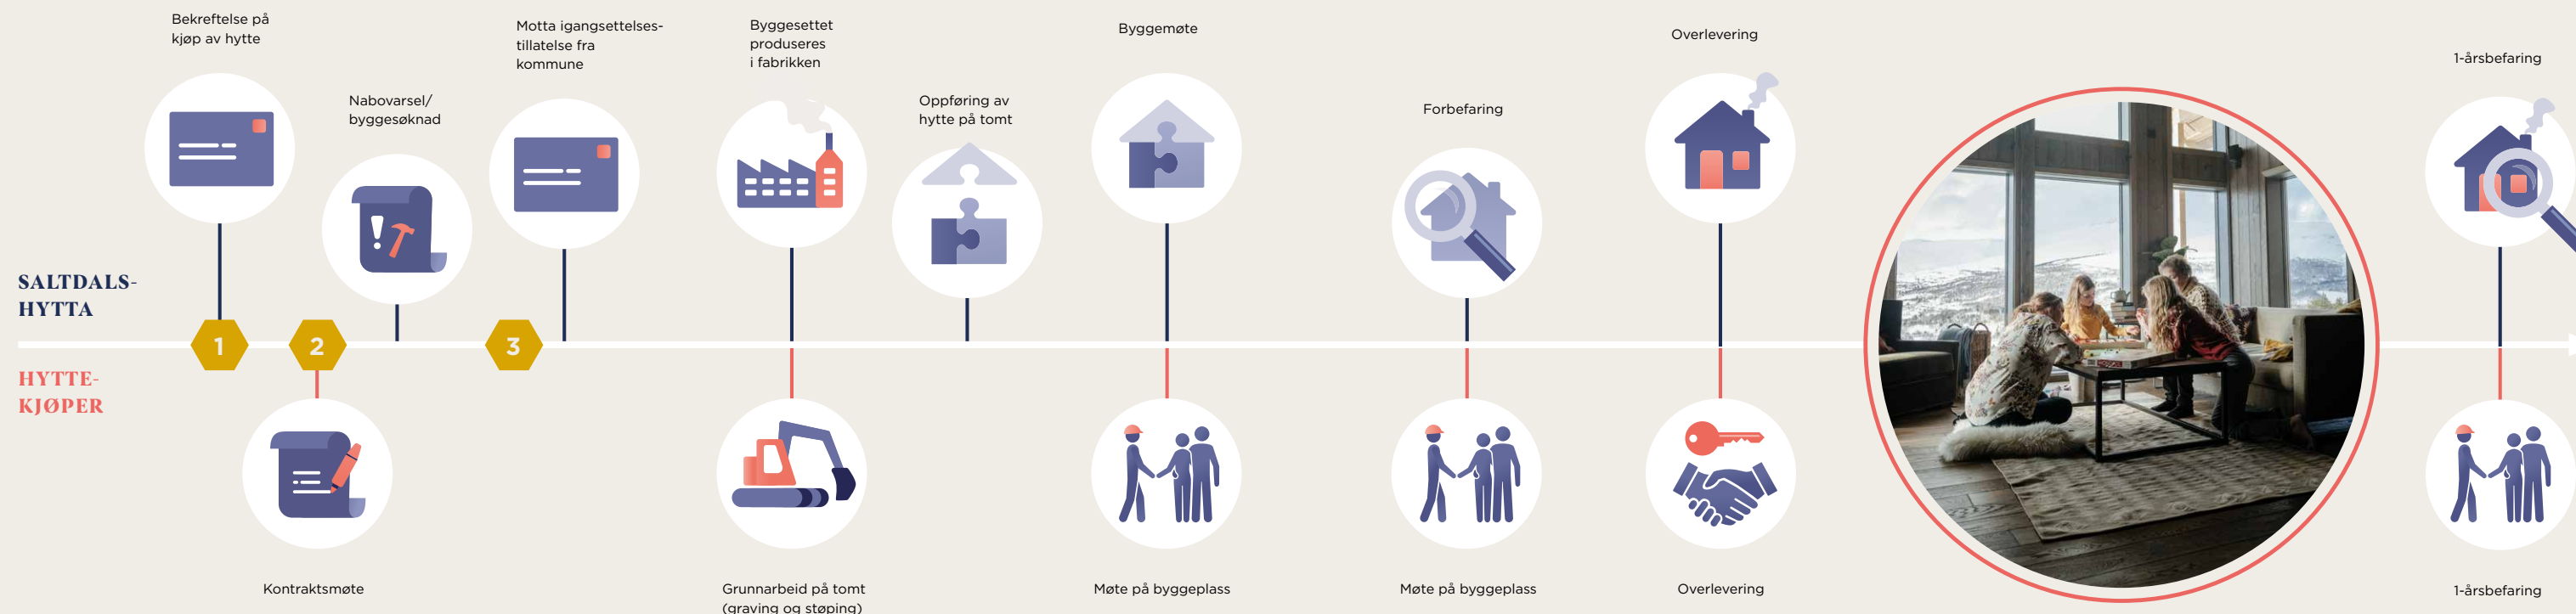 Bekreftelse på
kjøp av hytte
Nabovarsel/
byggesøknad
Motta igangsettelses-
tillatelse fra
kommune
Byggesettet
produseres
i fabrikken
Oppføring av
hytte på tomt
Byggemøte
Forbefaring
Overlevering
1-årsbefaring
SALTDALS-
HYTTA
1
2
3
HYTTE-
KJØPER
Kontraktsmøte
Grunnarbeid på tomt
(graving og støping)
Møte på byggeplass
Møte på byggeplass
Overlevering
1-årsbefaring